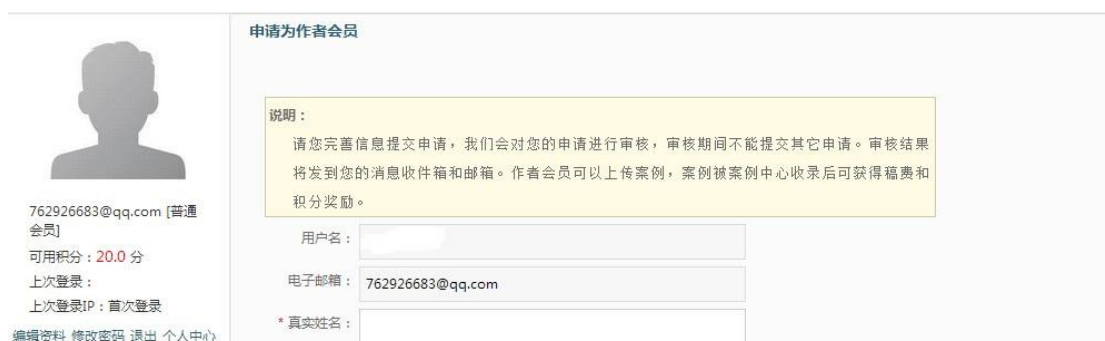 申请为作者会员
说明：
请您完善信息提交申请，我们会对您的申请进行审核，审核期间不能提交其它申请。审核结果
将发到您的消息收件箱和邮箱。作者会员可以上传案例，案例被案例中心收录后可获得稿费和
积分奖励。
762926683@qq.com [普通
会员]
可用积分：20.0 分
上次登录：
上次登录IP：首次登录
编辑资料 修改密码 退出 个人中心
用户名：
电子邮箱： 762926683@qq.com
* 真实姓名：